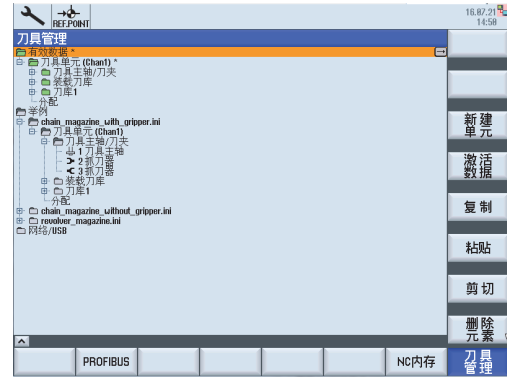 REF.POINT
16.07.21
14:50
刀具管理
有效数据 *
刀具单元 (Chan1) *
刀具主轴/刀夹
装载刀库
刀库1
分配
举例
chain_magazine_with_gripper.ini
刀具单元 (Chan1)
刀具主轴/刀夹
1 刀具主轴
2 抓刀器
3 抓刀器
装载刀库
刀库1
分配
chain_magazine_without_gripper.ini
revolver_magazine.ini
网络/USB
新建
单元
激活
数据
复制
粘贴
剪切
删除
元素
PROFIBUS
NC内存
刀具
管理